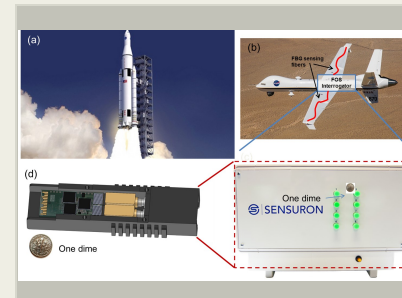 (a)
(b)
FBG sensing
fibers
FOS
Interrogator
(d)
One dime
One dime
SENSURON